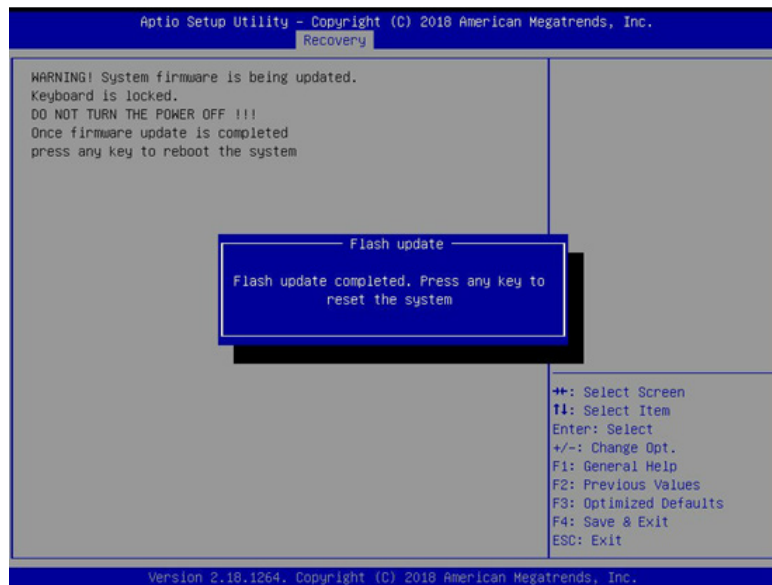 Aptio Setup Utility – Copyright (C) 2018 American Megatrends, Inc.
Recovery
WARNING! System firmware is being updated.
Keyboard is locked.
DO NOT TURN THE POWER OFF !!!
Once firmware update is completed
press any key to reboot the system
Flash update
Flash update completed. Press any key to
reset the system
→←: Select Screen
↑↓: Select Item
Enter: Select
+/-: Change Opt.
F1: General Help
F2: Previous Values
F3: Optimized Defaults
F4: Save & Exit
ESC: Exit
Version 2.18.1264. Copyright (C) 2018 American Megatrends, Inc.